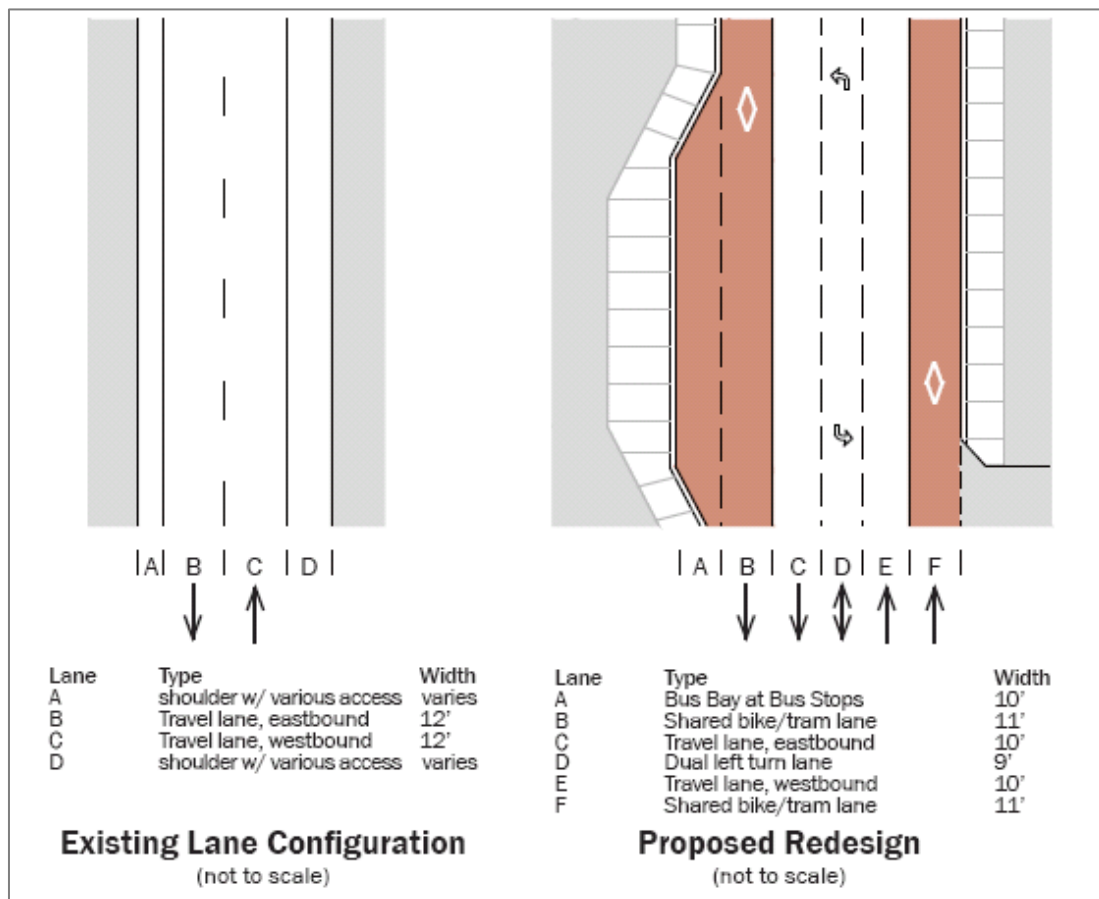 A B C D
Lane Type Width
A shoulder w/ various access varies
B Travel lane, eastbound 12'
C Travel lane, westbound 12'
D shoulder w/ various access varies
Existing Lane Configuration
(not to scale)
A B C D E F
Lane Type Width
A Bus Bay at Bus Stops 10'
B Shared bike/tram lane 11'
C Travel lane, eastbound 10'
D Dual left turn lane 9'
E Travel lane, westbound 10'
F Shared bike/tram lane 11'
Proposed Redesign
(not to scale)